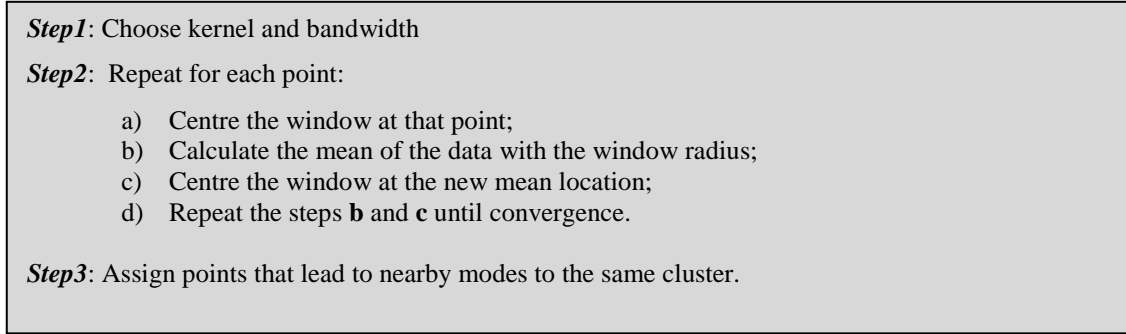 Step1: Choose kernel and bandwidth
Step2: Repeat for each point:
a) Centre the window at that point;
b) Calculate the mean of the data with the window radius;
c) Centre the window at the new mean location;
d) Repeat the steps b and c until convergence.
Step3: Assign points that lead to nearby modes to the same cluster.